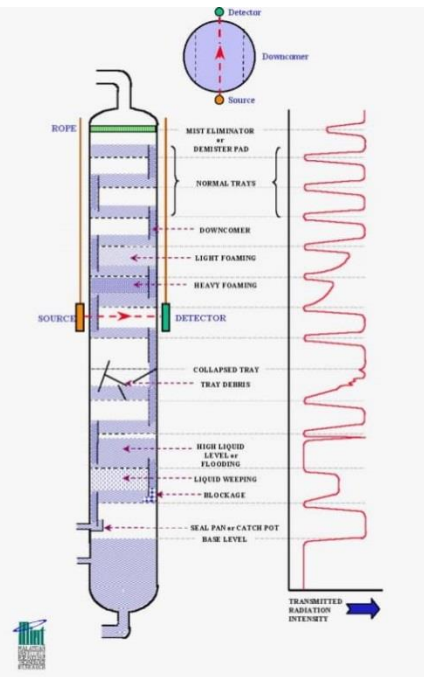 Detector
Downcomer
Source
ROPE
MIST ELIMINATOR
or
DEMISTER PAD
NORMAL TRAYS
DOWNCOMER
LIGHT FOAMING
HEAVY FOAMING
SOURCE
DETECTOR
COLLAPSED TRAY
TRAY DEBRIS
HIGH LIQUID
LEVEL or
FLOODING
LIQUID WEEPING
BLOCKAGE
SEAL PAN or CATCH POT
BASE LEVEL
TRANSMITTED
RADIATION
INTENSITY